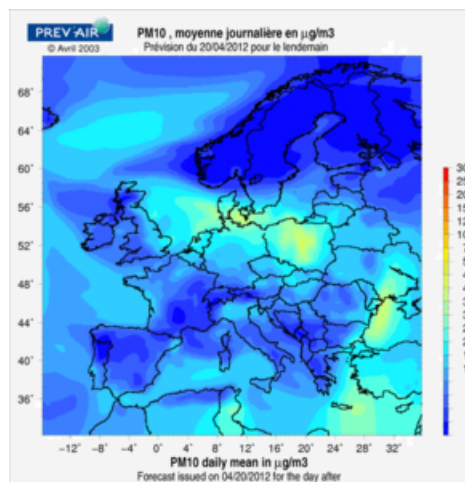 PREV'AIR
© Avril 2003
PM10 , moyenne journalière en µg/m3
Prévision du 20/04/2012 pour le lendemain
68°
64°
60°
56°
52°
48°
44°
40°
36°
−12° −8° −4° 0° 4° 8° 12° 16° 20° 24° 28° 32°
PM10 daily mean in µg/m3
Forecast issued on 04/20/2012 for the day after